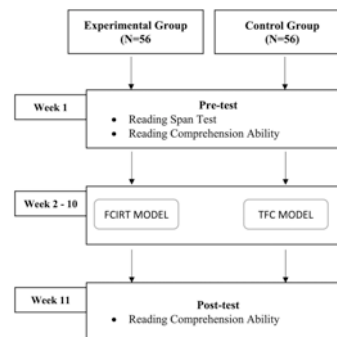 Experimental Group
(N=56
Control Group
(N=56)
Week 1
Pre-test
• Reading Span Test
• Reading Comprehension Ability
Week 2 - 10
FCIRT MODEL
TFC MODEL
Week 11
Post-test
• Reading Comprehension Ability